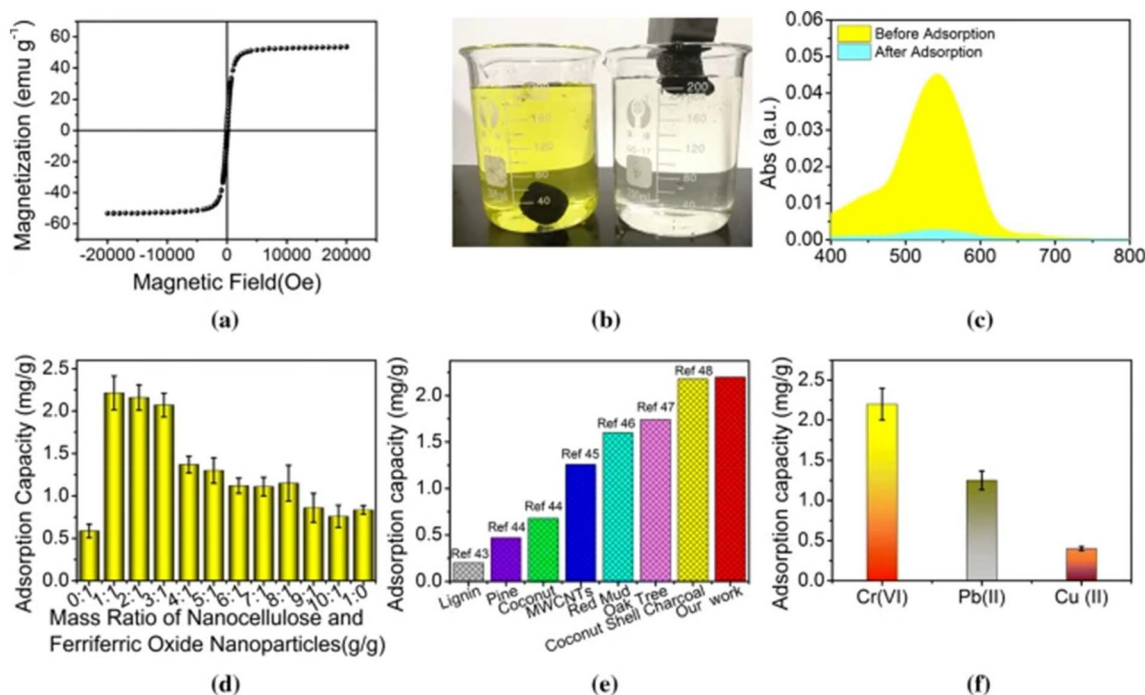 Magnetization (emu g⁻¹)
60
40
20
0
-20
-40
-60
-20000
-10000
0
10000
20000
Magnetic Field(Oe)
(a)
200
160
120
80
40
200
160
120
80
40
(b)
Abs (a.u.)
0.06
0.05
0.04
0.03
0.02
0.01
0.00
Before Adsorption
After Adsorption
400
500
600
700
800
(c)
Adsorption Capacity (mg/g)
2.5
2.0
1.5
1.0
0.5
0.0
0:1
1:1
2:1
3:1
4:1
5:1
6:1
7:1
8:1
9:1
10:1
1:0
Mass Ratio of Nanocellulose and
Ferriferric Oxide Nanoparticles(g/g)
(d)
Adsorption capacity (mg/g)
2.0
1.5
1.0
0.5
0.0
Ref 43
Ref 44
Ref 44
Ref 45
Ref 46
Ref 47
Ref 48
Lignin
Pine
Coconut
MWCNTs
Red Mud
Oak Tree
Coconut Shell Charcoal
Our work
(e)
Adsorption capacity (mg/g)
2.5
2.0
1.5
1.0
0.5
0.0
Cr(VI)
Pb(II)
Cu (II)
(f)